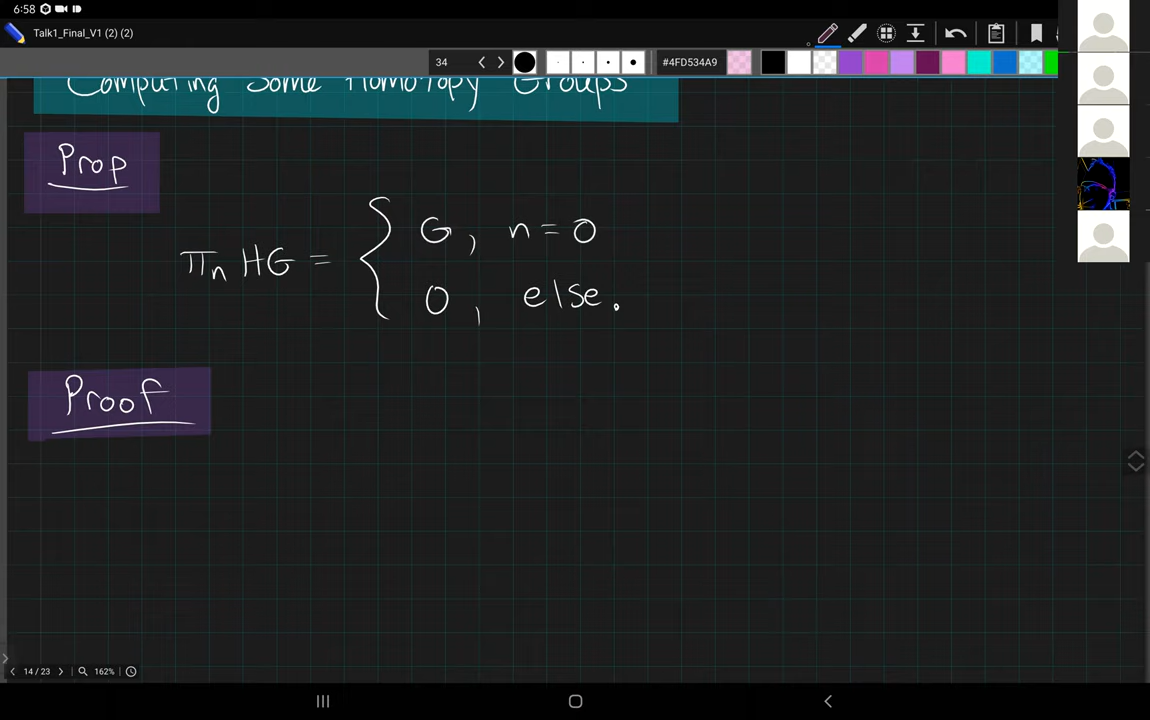 6:58
Talk1_Final_V1 (2) (2)
34
#4FD534A9
Computing Some Homotopy Groups
Prop
πn HG = { G, n = 0
0, else.
Proof
14 / 23
162%